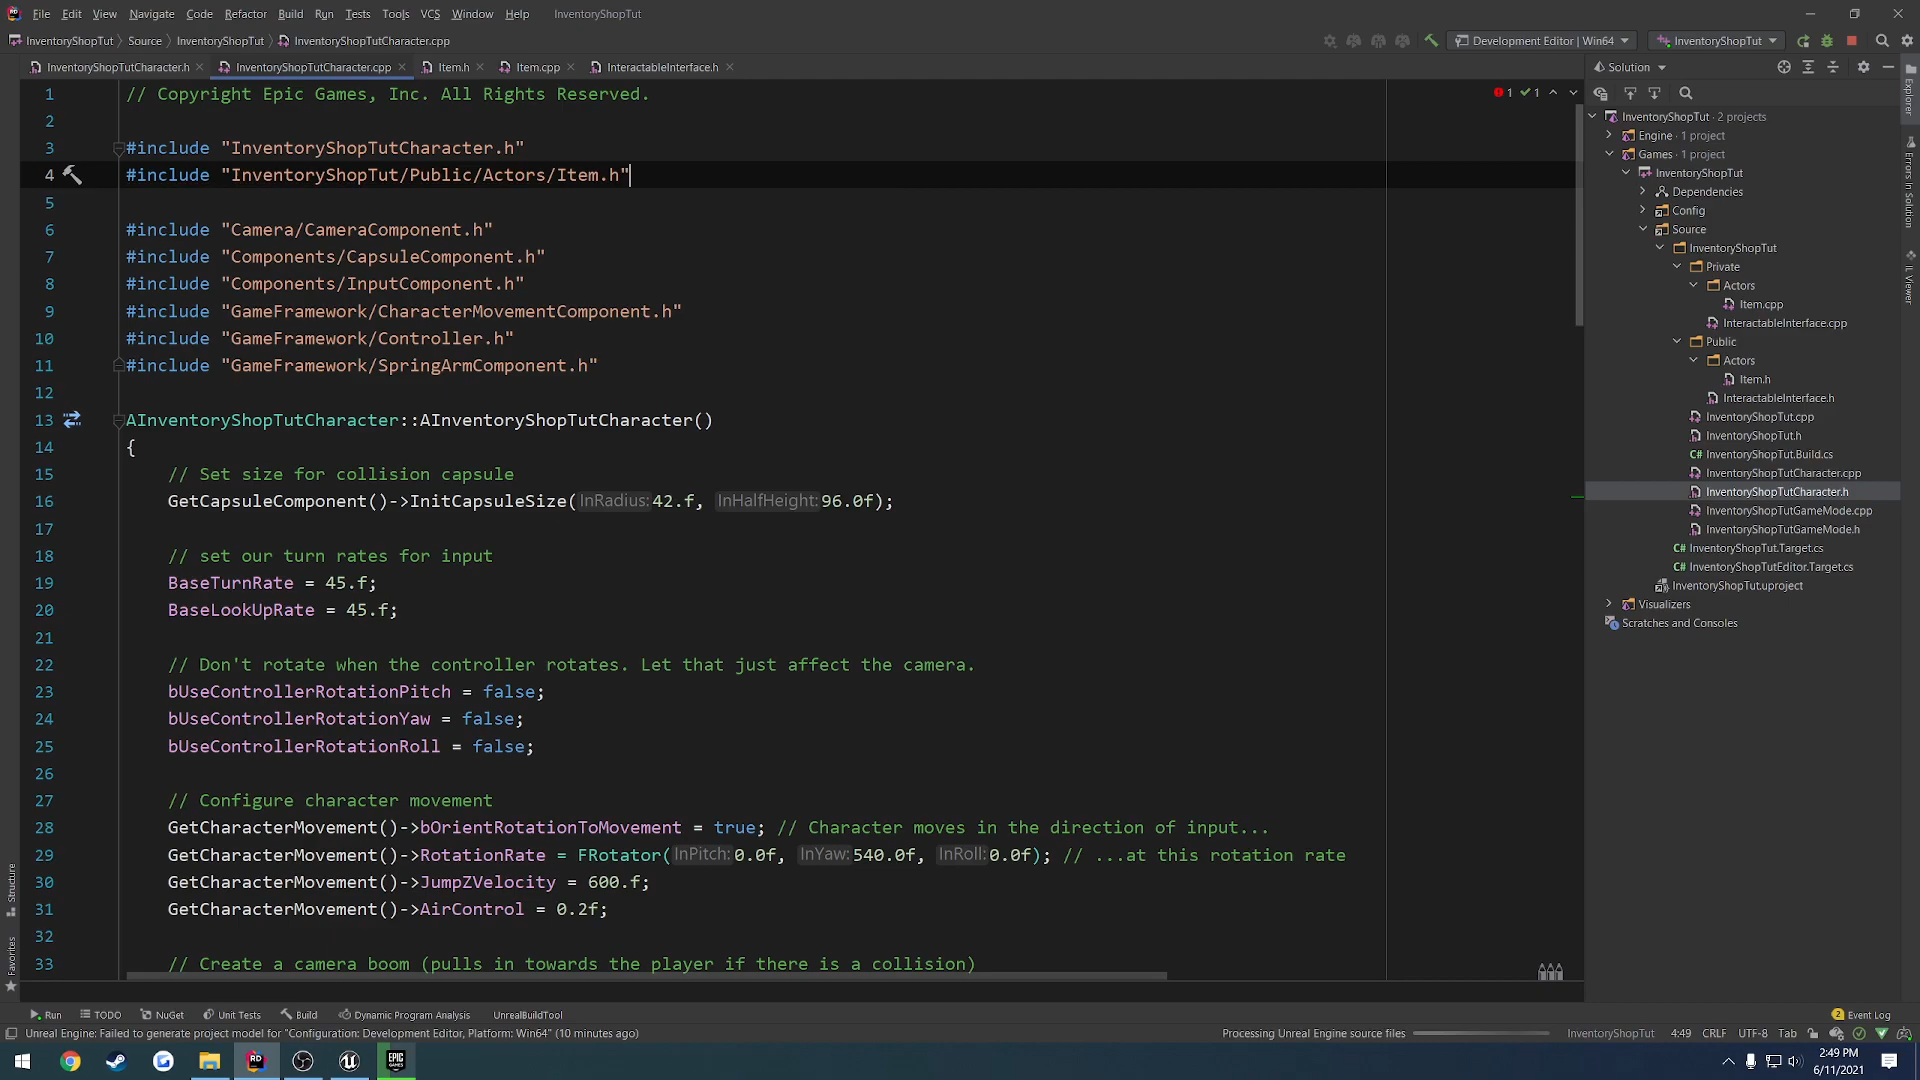 File Edit View Navigate Code Refactor Build Run Tests Tools VCS Window Help InventoryShopTut
InventoryShopTut Source InventoryShopTut InventoryShopTutCharacter.cpp
Development Editor | Win64 InventoryShopTut
InventoryShopTutCharacter.h InventoryShopTutCharacter.cpp Item.h Item.cpp InteractableInterface.h
1 // Copyright Epic Games, Inc. All Rights Reserved.
1 1
2
3 #include "InventoryShopTutCharacter.h"
4 #include "InventoryShopTut/Public/Actors/Item.h"
5
6 #include "Camera/CameraComponent.h"
7 #include "Components/CapsuleComponent.h"
8 #include "Components/InputComponent.h"
9 #include "GameFramework/CharacterMovementComponent.h"
10 #include "GameFramework/Controller.h"
11 #include "GameFramework/SpringArmComponent.h"
12
13 AInventoryShopTutCharacter::AInventoryShopTutCharacter()
14 {
15 // Set size for collision capsule
16 GetCapsuleComponent()->InitCapsuleSize(InRadius: 42.f, InHalfHeight: 96.0f);
17
18 // set our turn rates for input
19 BaseTurnRate = 45.f;
20 BaseLookUpRate = 45.f;
21
22 // Don't rotate when the controller rotates. Let that just affect the camera.
23 bUseControllerRotationPitch = false;
24 bUseControllerRotationYaw = false;
25 bUseControllerRotationRoll = false;
26
27 // Configure character movement
28 GetCharacterMovement()->bOrientRotationToMovement = true; // Character moves in the direction of input...
29 GetCharacterMovement()->RotationRate = FRotator(InPitch: 0.0f, InYaw: 540.0f, InRoll: 0.0f); // ...at this rotation rate
30 GetCharacterMovement()->JumpZVelocity = 600.f;
31 GetCharacterMovement()->AirControl = 0.2f;
32
33 // Create a camera boom (pulls in towards the player if there is a collision)
Solution
InventoryShopTut · 2 projects
Engine · 1 project
Games · 1 project
InventoryShopTut
Dependencies
Config
Source
InventoryShopTut
Private
Actors
Item.cpp
InteractableInterface.cpp
Public
Actors
Item.h
InteractableInterface.h
InventoryShopTut.cpp
InventoryShopTut.h
C# InventoryShopTut.Build.cs
InventoryShopTutCharacter.cpp
InventoryShopTutCharacter.h
InventoryShopTutGameMode.cpp
InventoryShopTutGameMode.h
C# InventoryShopTut.Target.cs
C# InventoryShopTutEditor.Target.cs
InventoryShopTut.uproject
Visualizers
Scratches and Consoles
Explorer
Errors In Solution
IL Viewer
Structure
Favorites
Run TODO NuGet Unit Tests Build Dynamic Program Analysis UnrealBuildTool
2 Event Log
Unreal Engine: Failed to generate project model for "Configuration: Development Editor, Platform: Win64" (10 minutes ago)
Processing Unreal Engine source files InventoryShopTut 4:49 CRLF UTF-8 Tab
RD
EPIC GAMES
2:49 PM
6/11/2021